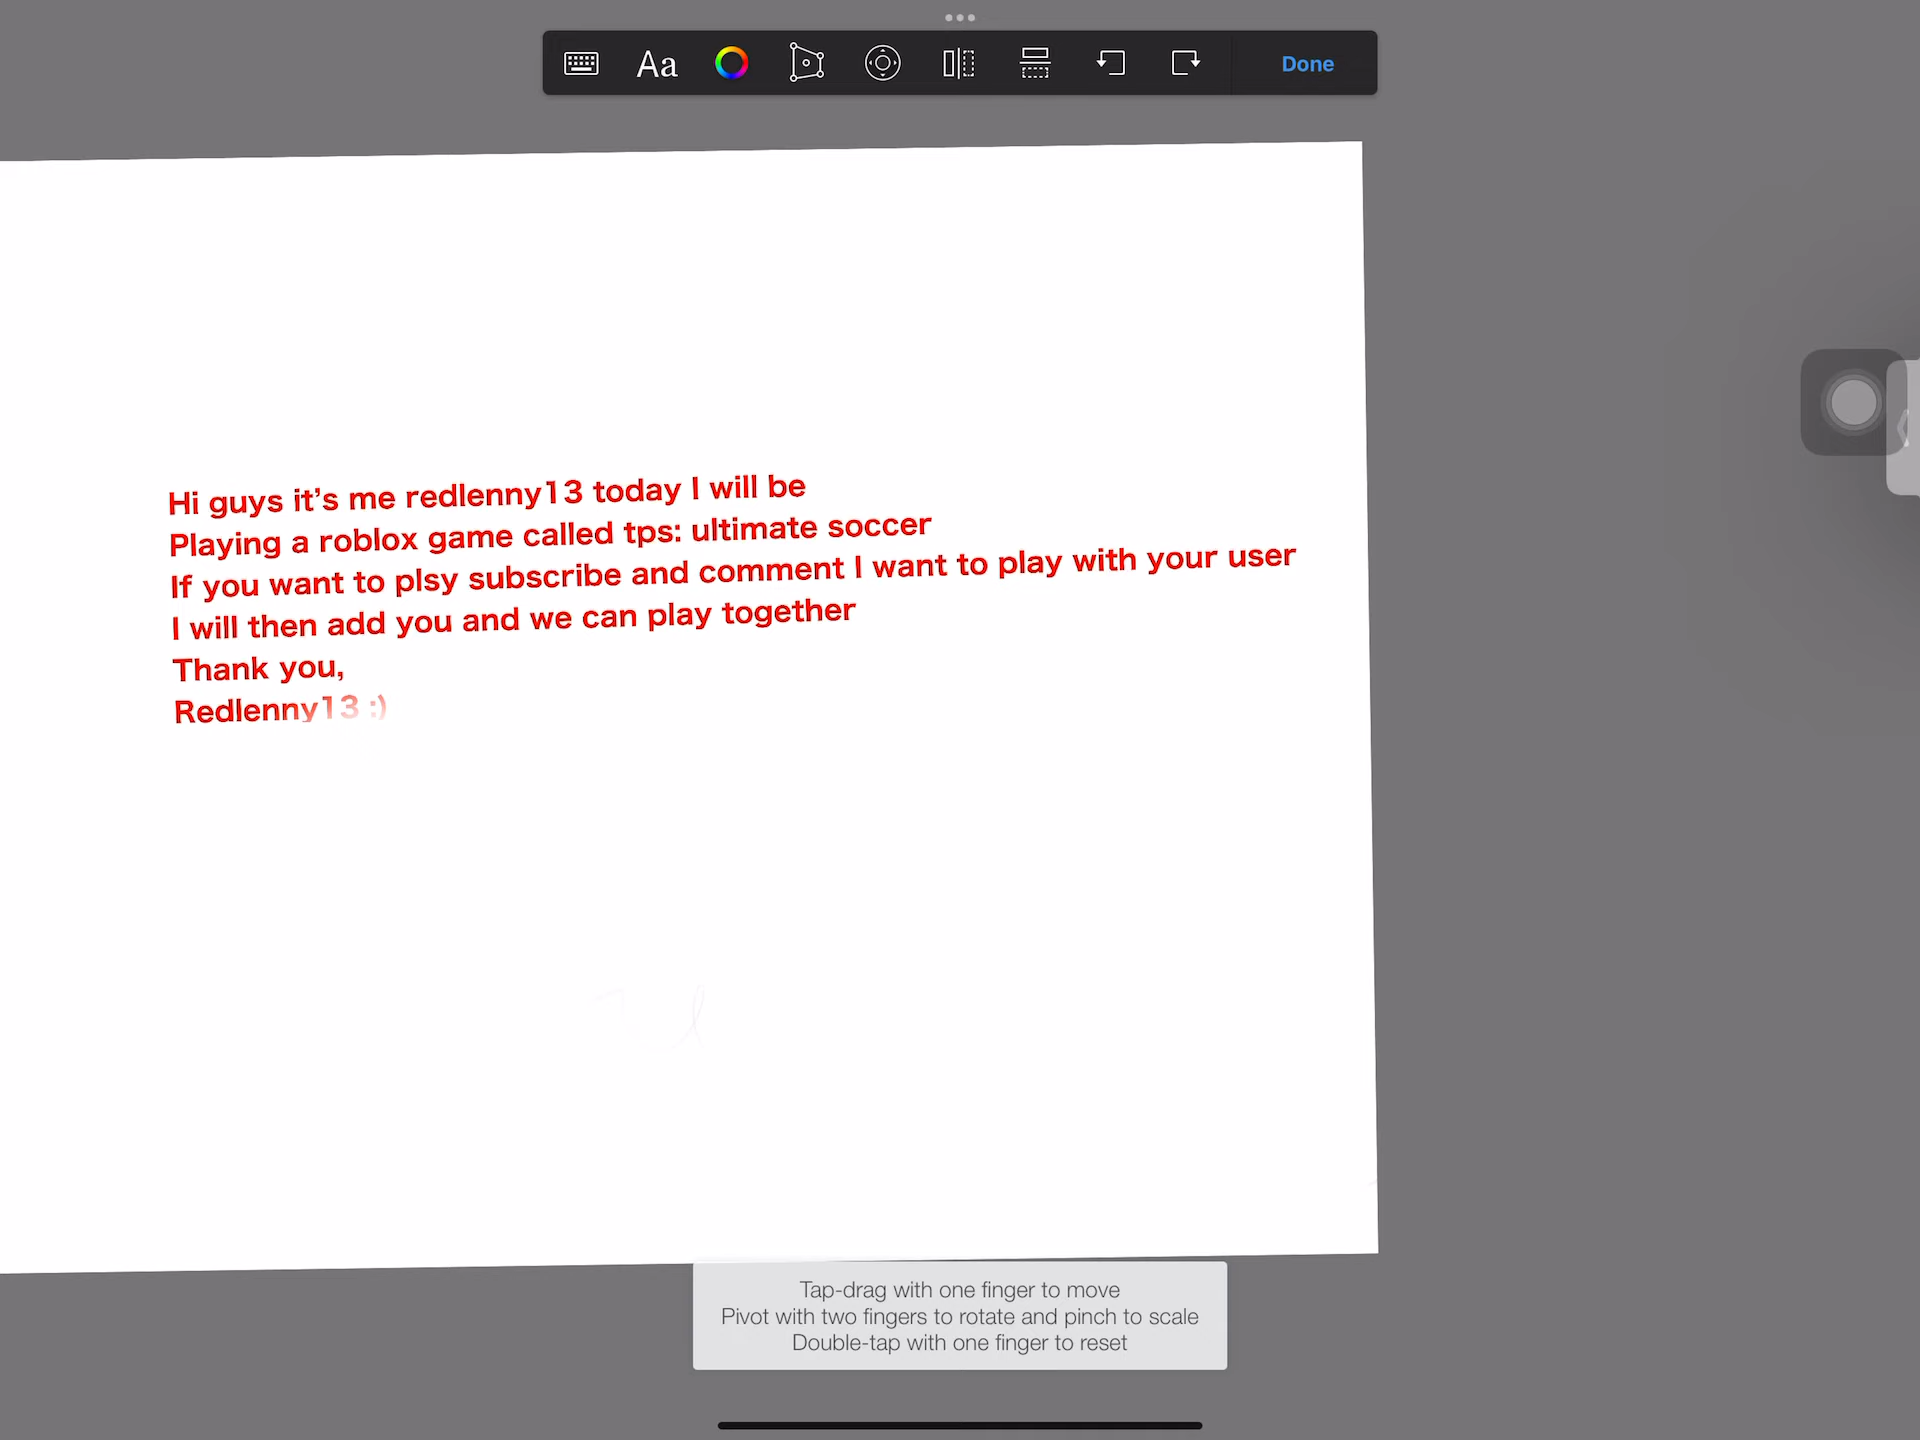 Aa
Done
Hi guys it’s me redlenny13 today I will be
Playing a roblox game called tps: ultimate soccer
If you want to plsy subscribe and comment I want to play with your user
I will then add you and we can play together
Thank you,
Redlenny13 :)
Tap-drag with one finger to move
Pivot with two fingers to rotate and pinch to scale
Double-tap with one finger to reset